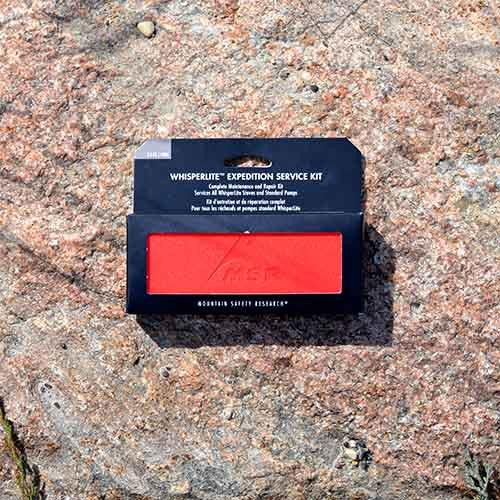 WHISPERLITE™ EXPEDITION SERVICE KIT
Complete Maintenance and Repair Kit
Services All WhisperLite Stoves and Standard Pumps
Kit d'entretien et de réparation complet
Pour tous les réchauds et pompes standard WhisperLite
MSR
MOUNTAIN SAFETY RESEARCH®